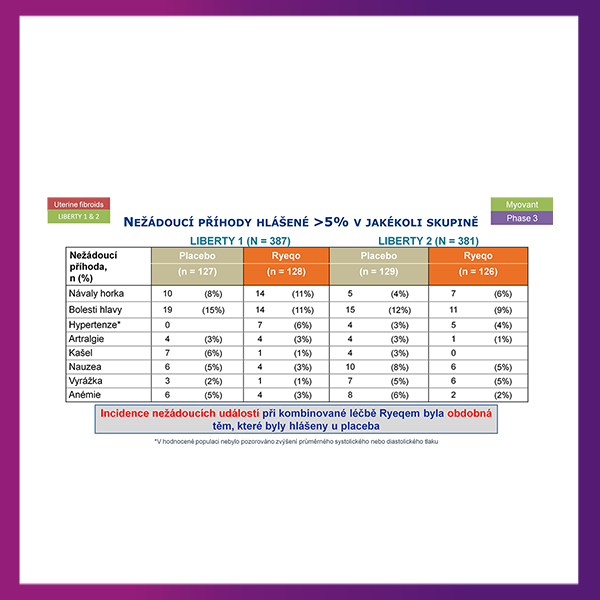 Uterine fibroids
LIBERTY 1 & 2
Myovant
Phase 3
NEŽÁDOUCÍ PŘÍHODY HLÁŠENÉ >5% V JAKÉKOLI SKUPINĚ
LIBERTY 1 (N = 387) LIBERTY 2 (N = 381)
Nežádoucí příhoda, n (%) Placebo (n = 127) Ryeqo (n = 128) Placebo (n = 129) Ryeqo (n = 126)
Návaly horka 10 (8%) 14 (11%) 5 (4%) 7 (6%)
Bolesti hlavy 19 (15%) 14 (11%) 15 (12%) 11 (9%)
Hypertenze* 0 7 (6%) 4 (3%) 5 (4%)
Artralgie 4 (3%) 4 (3%) 4 (3%) 1 (1%)
Kašel 7 (6%) 1 (1%) 4 (3%) 0
Nauzea 6 (5%) 4 (3%) 10 (8%) 6 (5%)
Vyrážka 3 (2%) 1 (1%) 7 (5%) 6 (5%)
Anémie 6 (5%) 4 (3%) 8 (6%) 2 (2%)
Incidence nežádoucích událostí při kombinované léčbě Ryeqem byla obdobná
těm, které byly hlášeny u placeba
*V hodnocené populaci nebylo pozorováno zvýšení průměrného systolického nebo diastolického tlaku